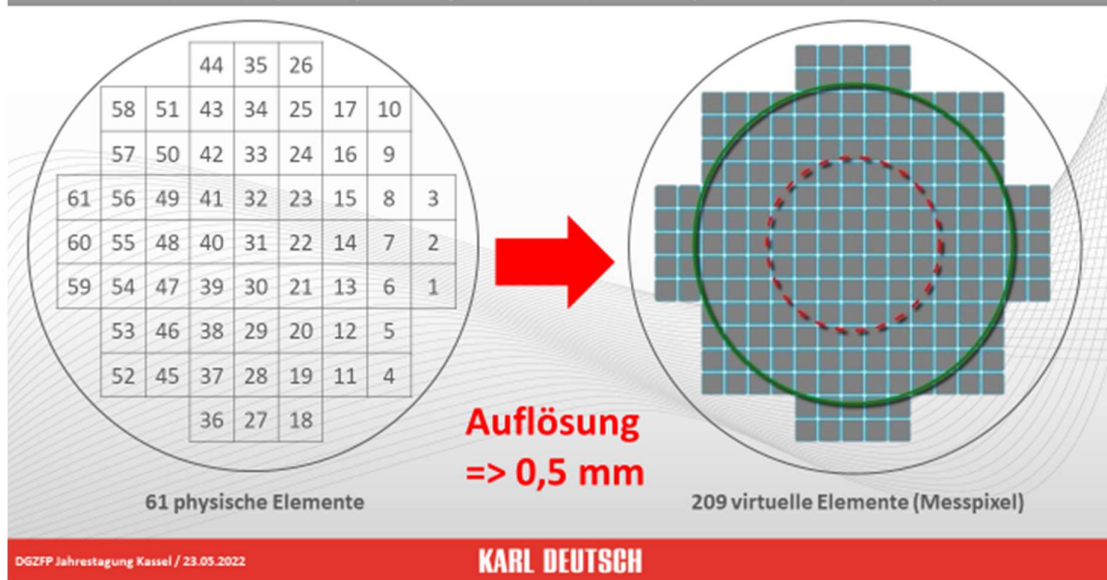 44 35 26
58 51 43 34 25 17 10
57 50 42 33 24 16 9
61 56 49 41 32 23 15 8 3
60 55 48 40 31 22 14 7 2
59 54 47 39 30 21 13 6 1
53 46 38 29 20 12 5
52 45 37 28 19 11 4
36 27 18
Auflösung
=> 0,5 mm
61 physische Elemente
209 virtuelle Elemente (Messpixel)
DGZFP Jahrestagung Kassel / 23.05.2022
KARL DEUTSCH